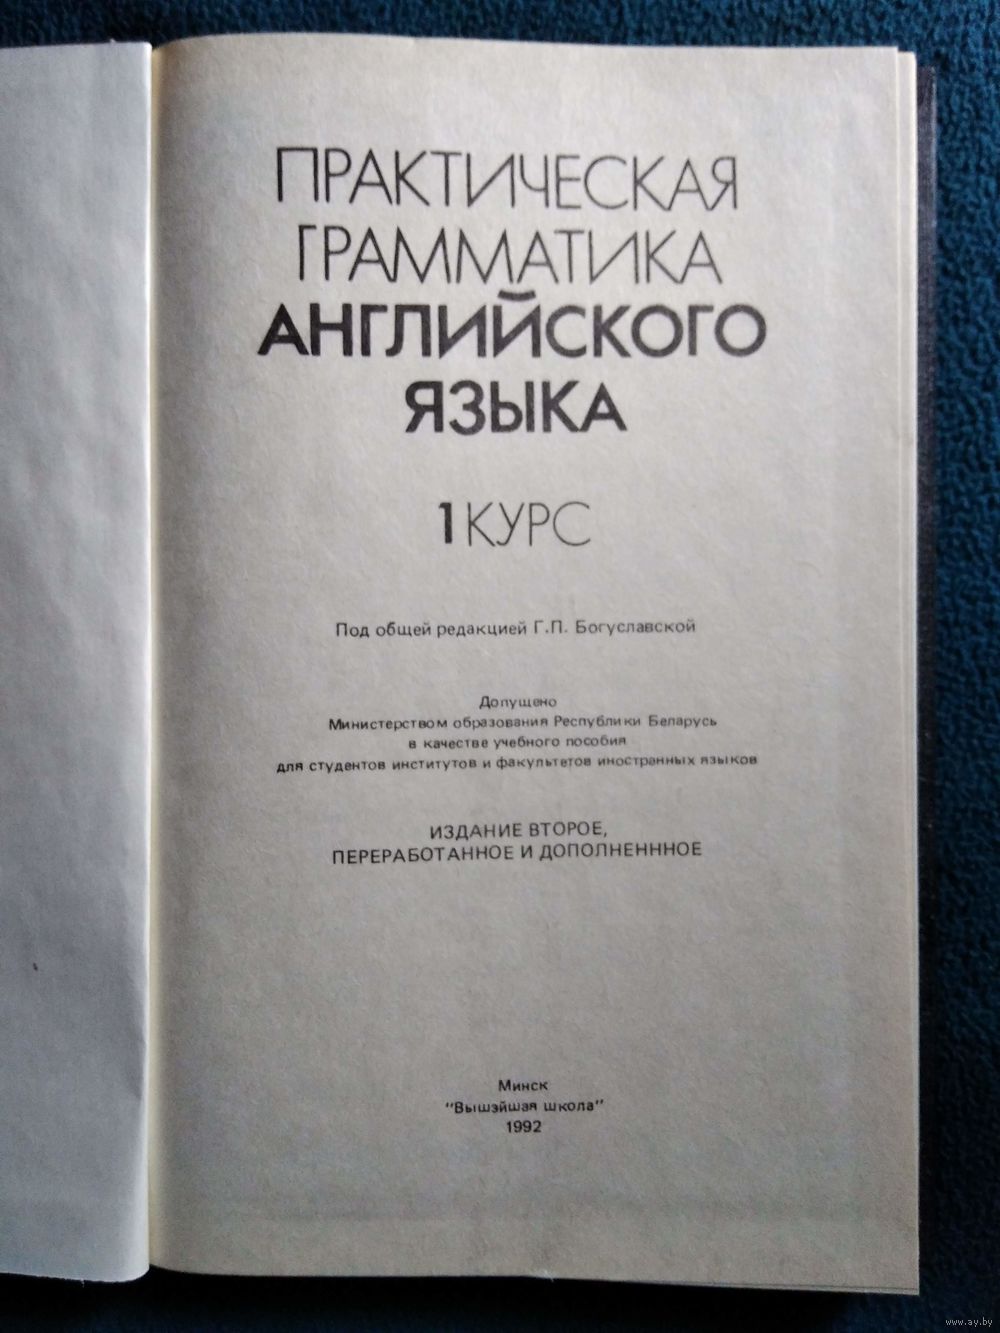 ПРАКТИЧЕСКАЯ
ГРАММАТИКА
АНГЛИЙСКОГО
ЯЗЫКА
1 КУРС
Под общей редакцией Г.П. Богуславской
Допущено
Министерством образования Республики Беларусь
в качестве учебного пособия
для студентов институтов и факультетов иностранных языков
ИЗДАНИЕ ВТОРОЕ,
ПЕРЕРАБОТАННОЕ И ДОПОЛНЕНННОЕ
Минск
"Вышэйшая школа"
1992
www.ay.by